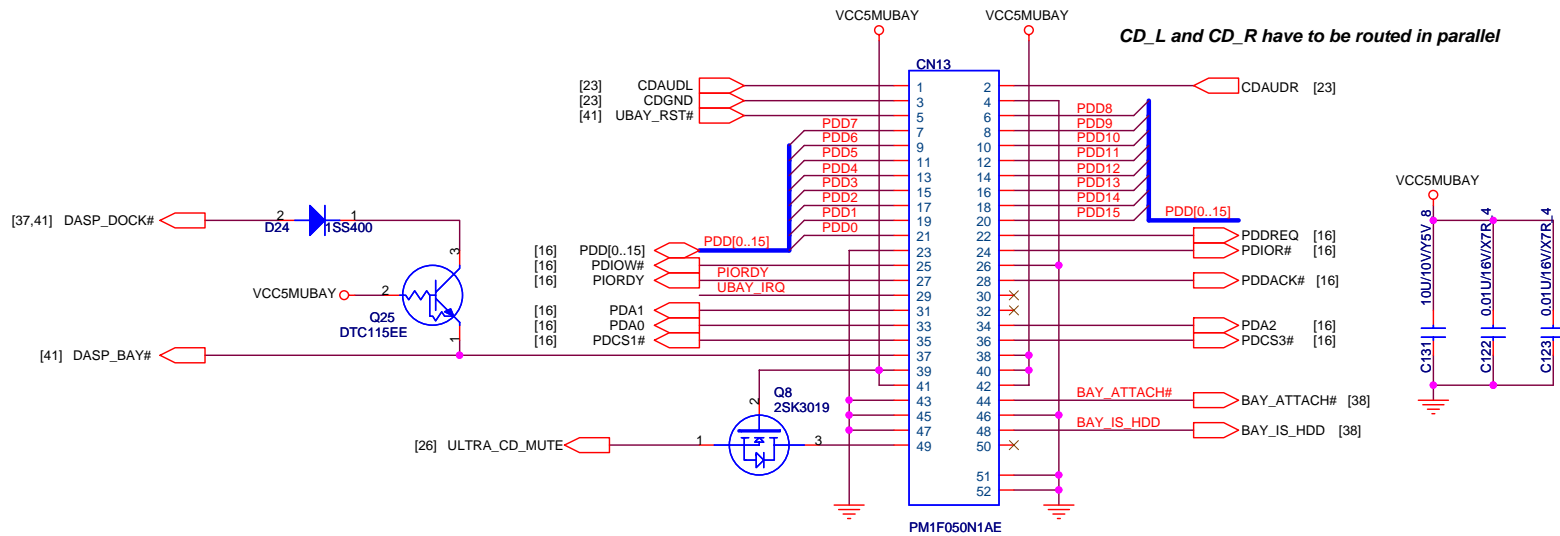 VCC5MUBAY
VCC5MUBAY
CD_L and CD_R have to be routed in parallel
CN13
[23] CDAUDL 1 2 CDAUDR [23]
[23] CDGND 3 4
[41] UBAY_RST# 5 6 PDD8
PDD7 7 8 PDD9
PDD6 9 10 PDD10
PDD5 11 12 PDD11
PDD4 13 14 PDD12
PDD3 15 16 PDD13
PDD2 17 18 PDD14
PDD1 19 20 PDD15 PDD[0..15]
PDD0 21 22 PDDREQ [16]
[16] PDD[0..15] PDD[0..15] 23 24 PDIOR# [16]
[16] PDIOW# 25 26
[16] PIORDY PIORDY 27 28 PDDACK# [16]
UBAY_IRQ 29 30
[16] PDA1 31 32
[16] PDA0 33 34 PDA2 [16]
[16] PDCS1# 35 36 PDCS3# [16]
37 38
39 40
41 42
43 44 BAY_ATTACH# BAY_ATTACH# [38]
45 46
47 48 BAY_IS_HDD BAY_IS_HDD [38]
49 50
51
52
PM1F050N1AE
[37,41] DASP_DOCK# 2 1
D24 1SS400
3
VCC5MUBAY 2
Q25
DTC115EE
1
[41] DASP_BAY#
Q8
2SK3019
2
[26] ULTRA_CD_MUTE 1 3
VCC5MUBAY
C131 10U/10V/Y5V_8
C122 0.01U/16V/X7R_4
C123 0.01U/16V/X7R_4